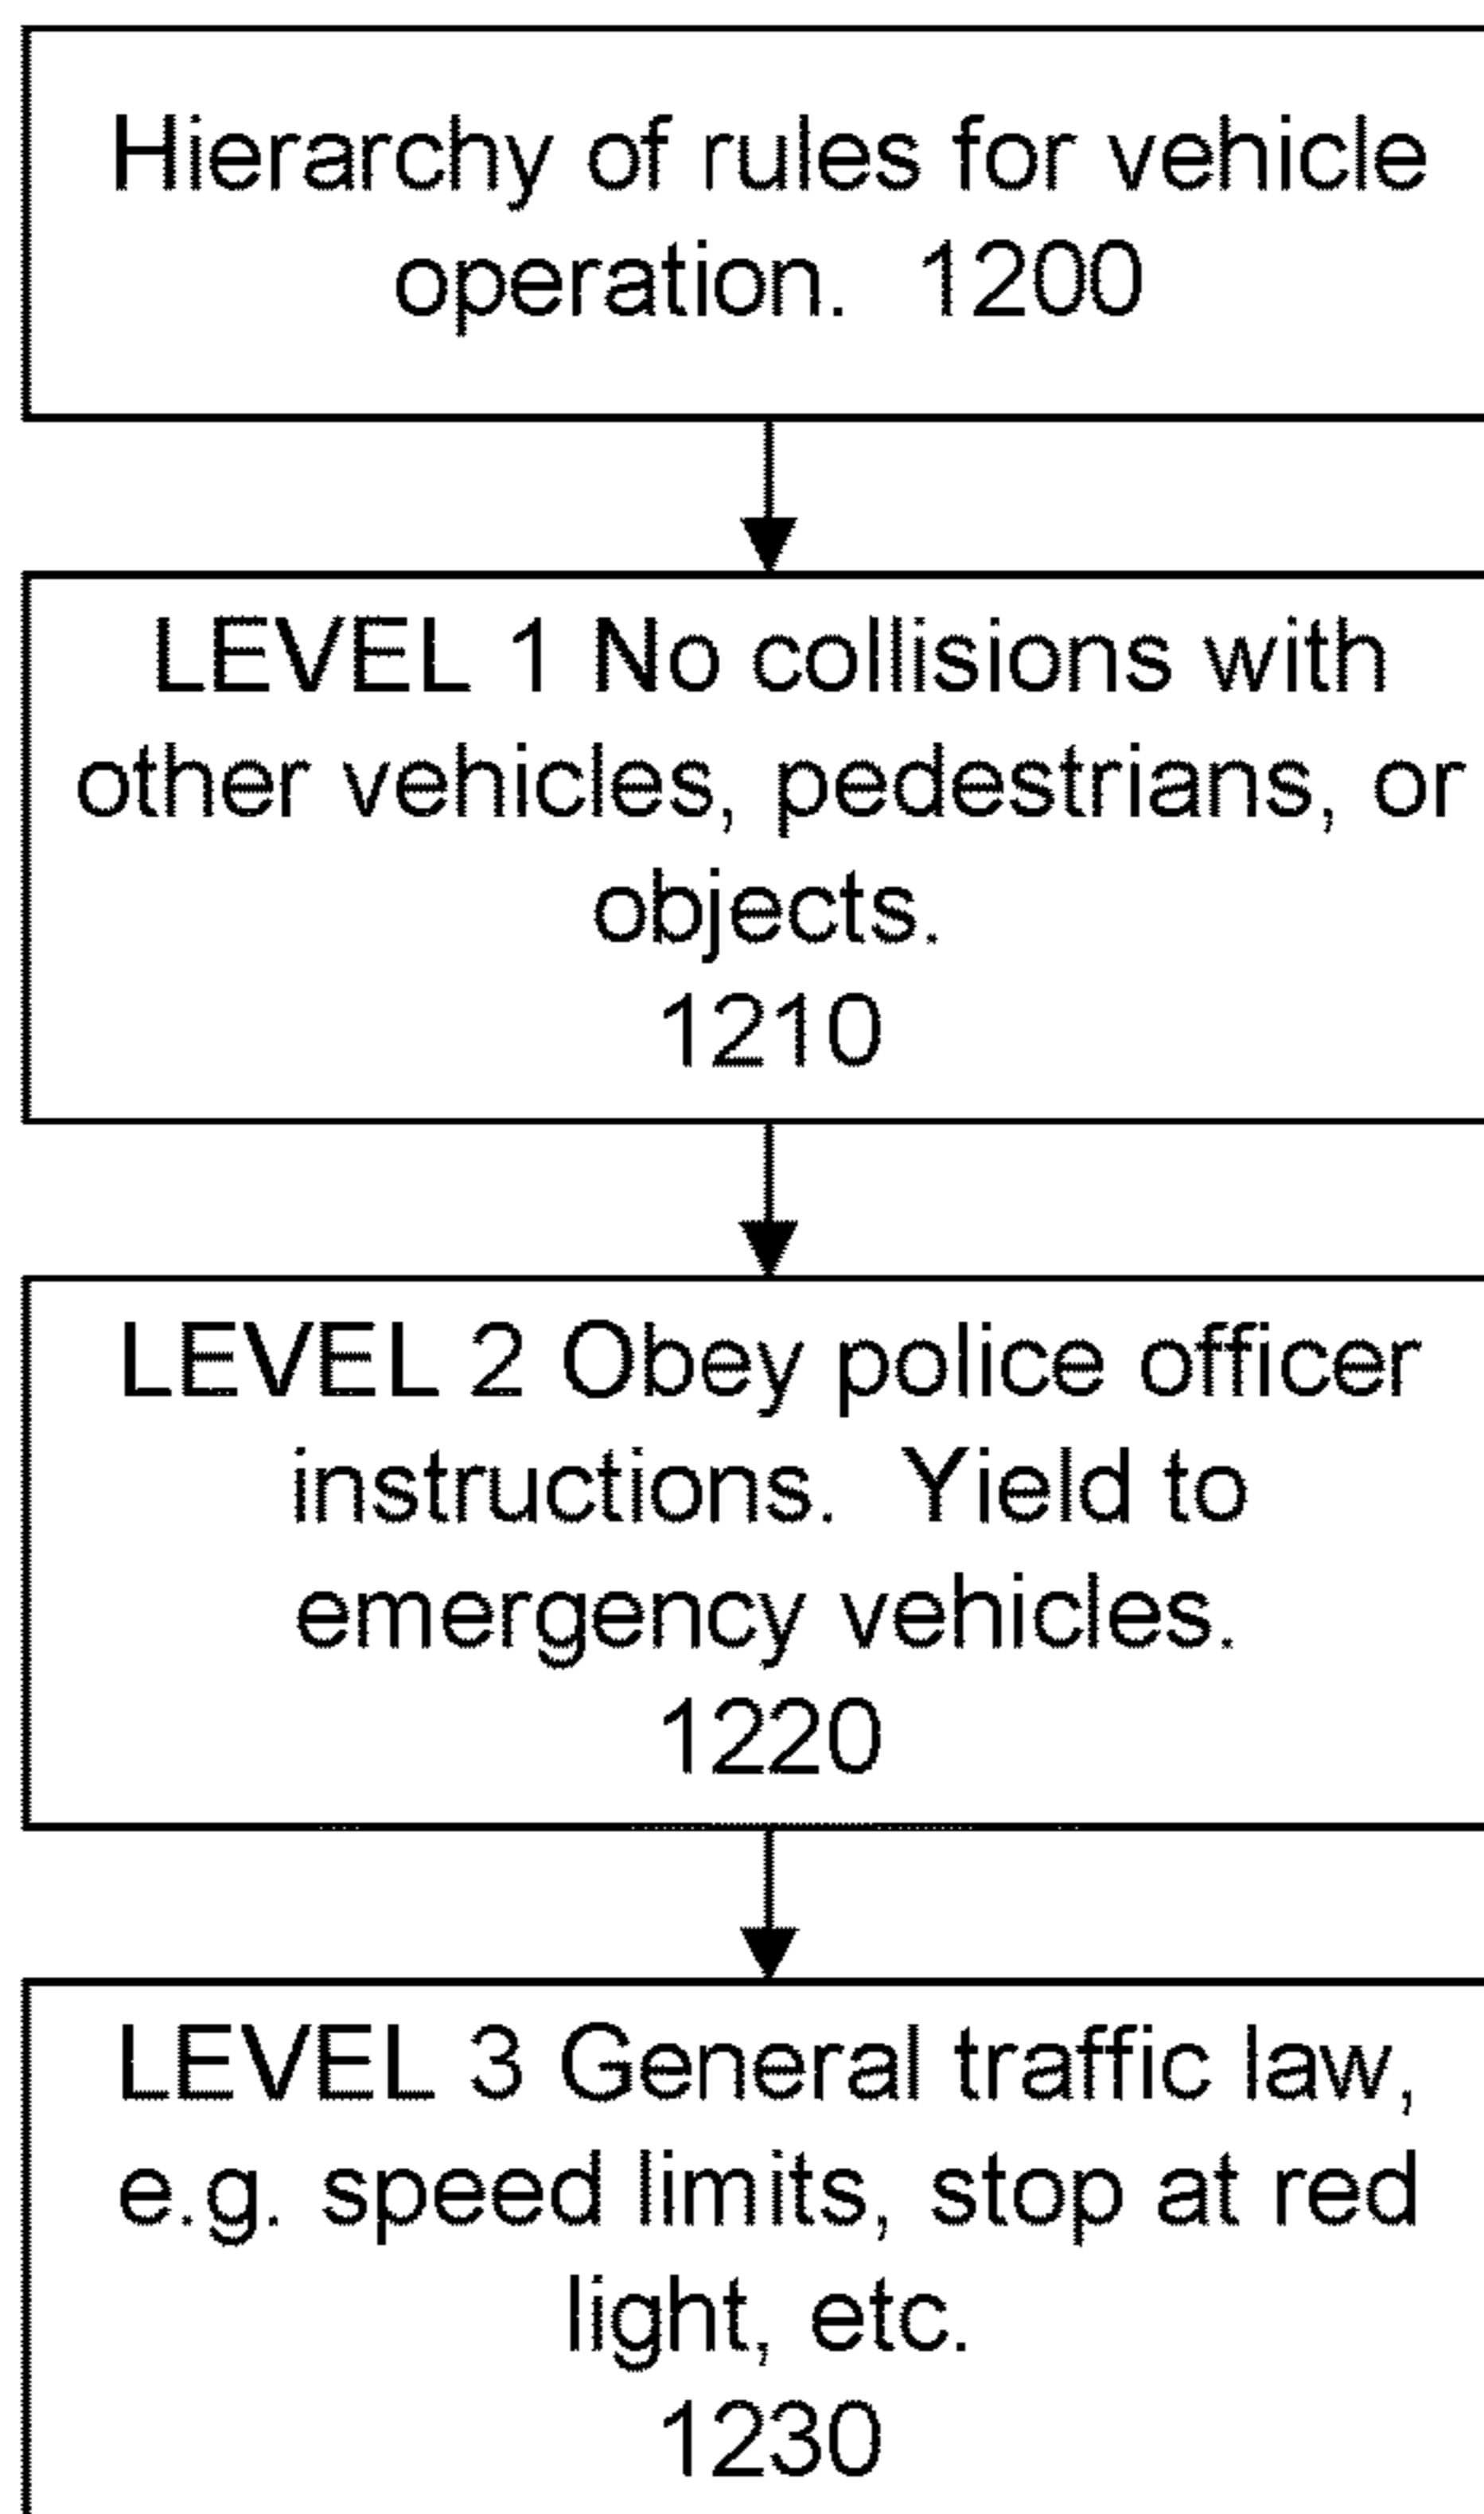 Hierarchy of rules for vehicle
operation. 1200
LEVEL 1 No collisions with
other vehicles, pedestrians, or
objects.
1210
LEVEL 2 Obey police officer
instructions. Yield to
emergency vehicles.
1220
LEVEL 3 General traffic law,
e.g. speed limits, stop at red
light, etc.
1230